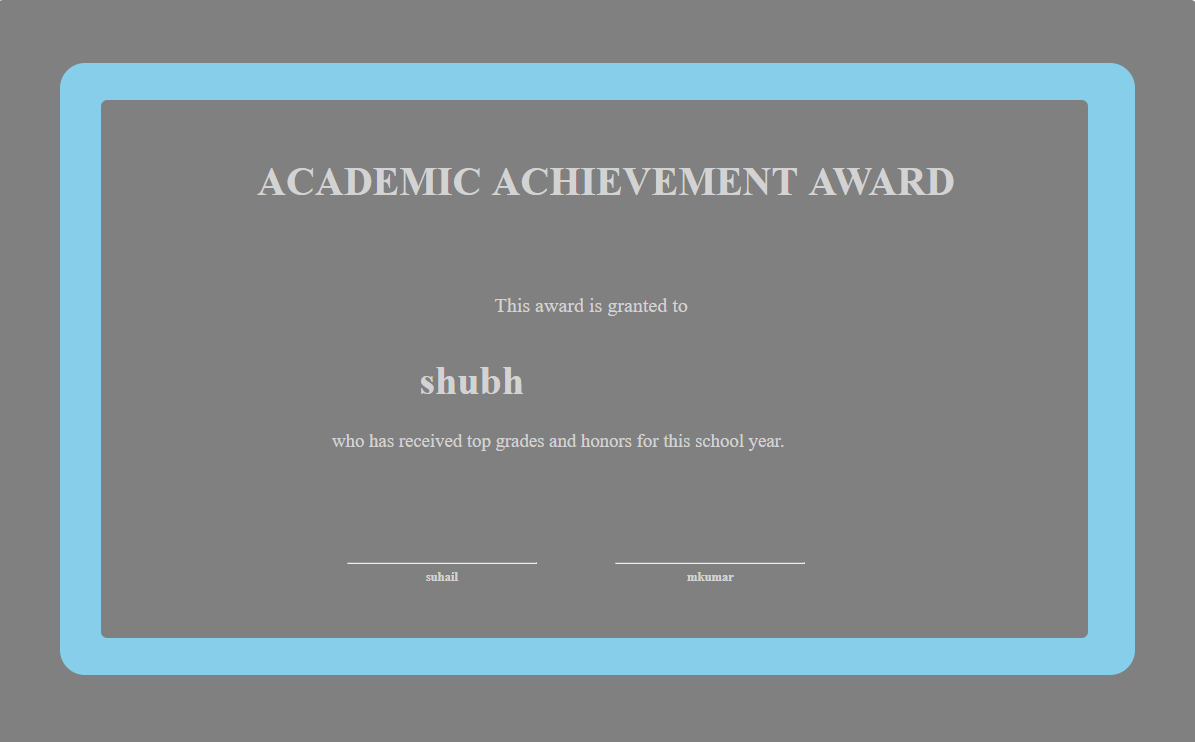 ACADEMIC ACHIEVEMENT AWARD
This award is granted to
shubh
who has received top grades and honors for this school year.
suhail mkumar